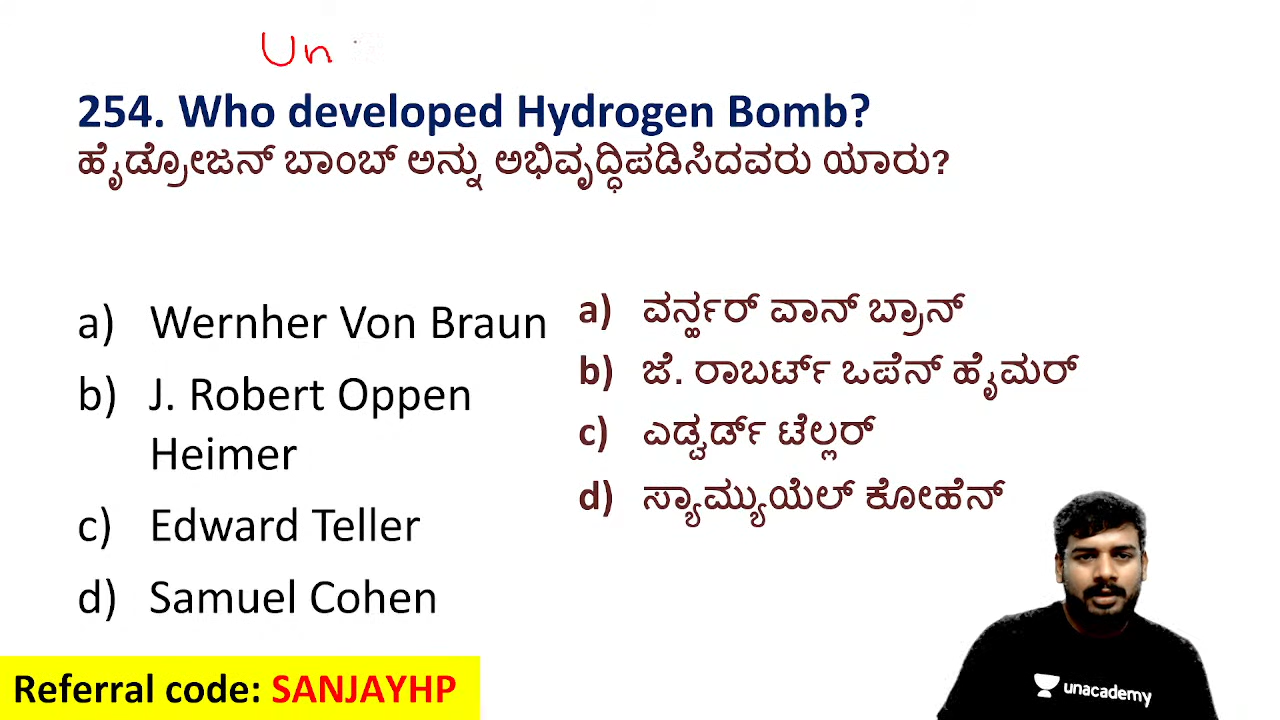 Un
254. Who developed Hydrogen Bomb?
ಹೈಡ್ರೋಜನ್ ಬಾಂಬ್ ಅನ್ನು ಅಭಿವೃದ್ಧಿಪಡಿಸಿದವರು ಯಾರು?
a) Wernher Von Braun
b) J. Robert Oppen
Heimer
c) Edward Teller
d) Samuel Cohen
a) ವರ್ನ್ಹರ್ ವಾನ್ ಬ್ರಾನ್
b) ಜೆ. ರಾಬರ್ಟ್ ಒಪೆನ್ ಹೈಮರ್
c) ಎಡ್ವರ್ಡ್ ಟೆಲ್ಲರ್
d) ಸ್ಯಾಮ್ಯುಯೆಲ್ ಕೋಹೆನ್
Referral code: SANJAYHP
unacademy